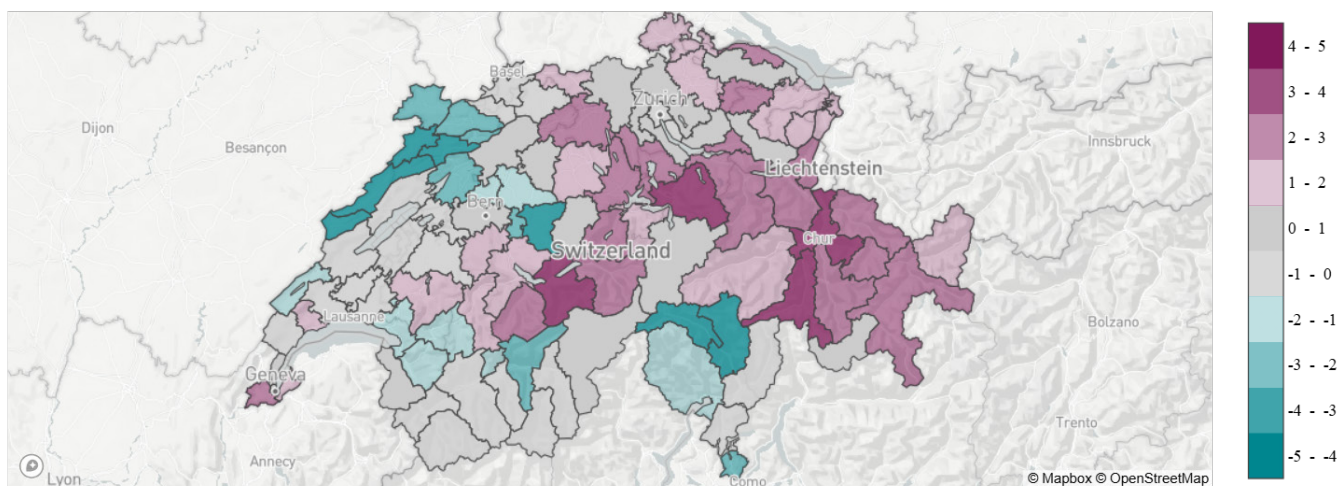 Basel
Zurich
Dijon
Besançon
Innsbruck
Liechtenstein
Bern
Chur
Switzerland
Lausanne
Bolzano
Geneva
Trento
Annecy
Lyon
Como
© Mapbox © OpenStreetMap
4 - 5
3 - 4
2 - 3
1 - 2
0 - 1
-1 - 0
-2 - -1
-3 - -2
-4 - -3
-5 - -4